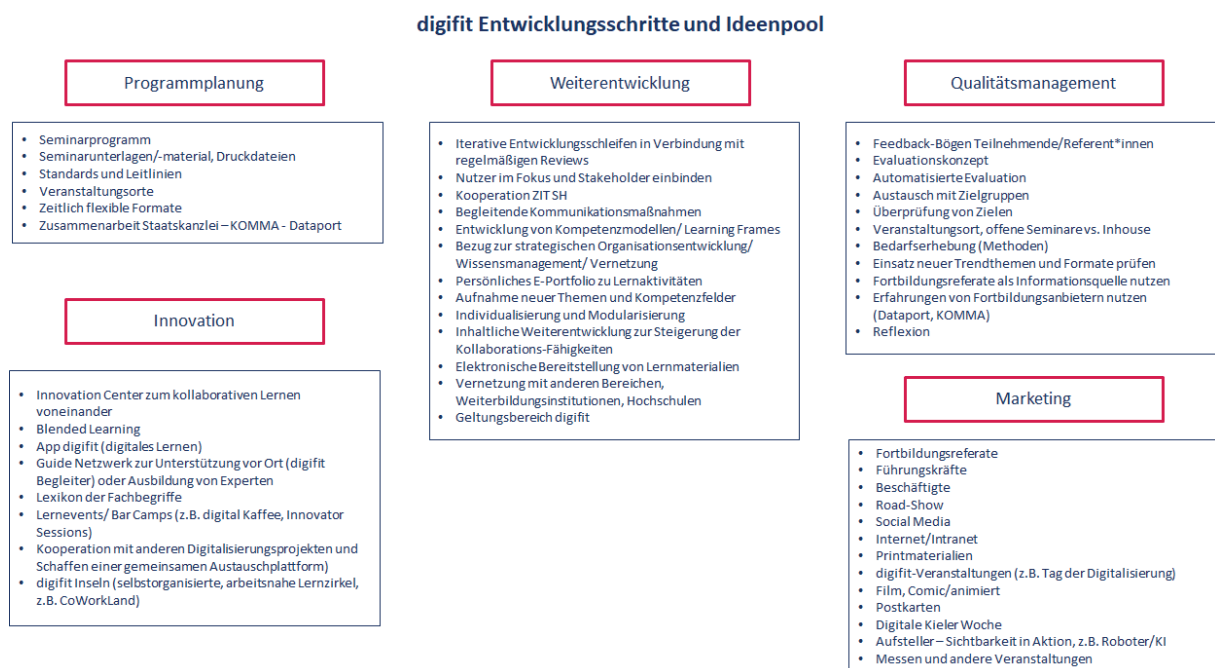 digifit Entwicklungsschritte und Ideenpool
Programmplanung
• Seminarprogramm
• Seminarunterlagen/-material, Druckdateien
• Standards und Leitlinien
• Veranstaltungsorte
• Zeitlich flexible Formate
• Zusammenarbeit Staatskanzlei – KOMMA - Dataport
Innovation
• Innovation Center zum kollaborativen Lernen
voneinander
• Blended Learning
• App digifit (digitales Lernen)
• Guide Netzwerk zur Unterstützung vor Ort (digifit
Begleiter) oder Ausbildung von Experten
• Lexikon der Fachbegriffe
• Lernevents/ Bar Camps (z.B. digital Kaffee, Innovator
Sessions)
• Kooperation mit anderen Digitalisierungsprojekten und
Schaffen einer gemeinsamen Austauschplattform)
• digifit Inseln (selbstorganisierte, arbeitsnahe Lernzirkel,
z.B. CoWorkLand)
Weiterentwicklung
• Iterative Entwicklungsschleifen in Verbindung mit
regelmäßigen Reviews
• Nutzer im Fokus und Stakeholder einbinden
• Kooperation ZIT SH
• Begleitende Kommunikationsmaßnahmen
• Entwicklung von Kompetenzmodellen/ Learning Frames
• Bezug zur strategischen Organisationsentwicklung/
Wissensmanagement/ Vernetzung
• Persönliches E-Portfolio zu Lernaktivitäten
• Aufnahme neuer Themen und Kompetenzfelder
• Individualisierung und Modularisierung
• Inhaltliche Weiterentwicklung zur Steigerung der
Kollaborations-Fähigkeiten
• Elektronische Bereitstellung von Lernmaterialien
• Vernetzung mit anderen Bereichen,
Weiterbildungsinstitutionen, Hochschulen
• Geltungsbereich digifit
Qualitätsmanagement
• Feedback-Bögen Teilnehmende/Referent*innen
• Evaluationskonzept
• Automatisierte Evaluation
• Austausch mit Zielgruppen
• Überprüfung von Zielen
• Veranstaltungsort, offene Seminare vs. Inhouse
• Bedarfserhebung (Methoden)
• Einsatz neuer Trendthemen und Formate prüfen
• Fortbildungsreferate als Informationsquelle nutzen
• Erfahrungen von Fortbildungsanbietern nutzen
(Dataport, KOMMA)
• Reflexion
Marketing
• Fortbildungsreferate
• Führungskräfte
• Beschäftigte
• Road-Show
• Social Media
• Internet/Intranet
• Printmaterialien
• digifit-Veranstaltungen (z.B. Tag der Digitalisierung)
• Film, Comic/animiert
• Postkarten
• Digitale Kieler Woche
• Aufsteller – Sichtbarkeit in Aktion, z.B. Roboter/KI
• Messen und andere Veranstaltungen